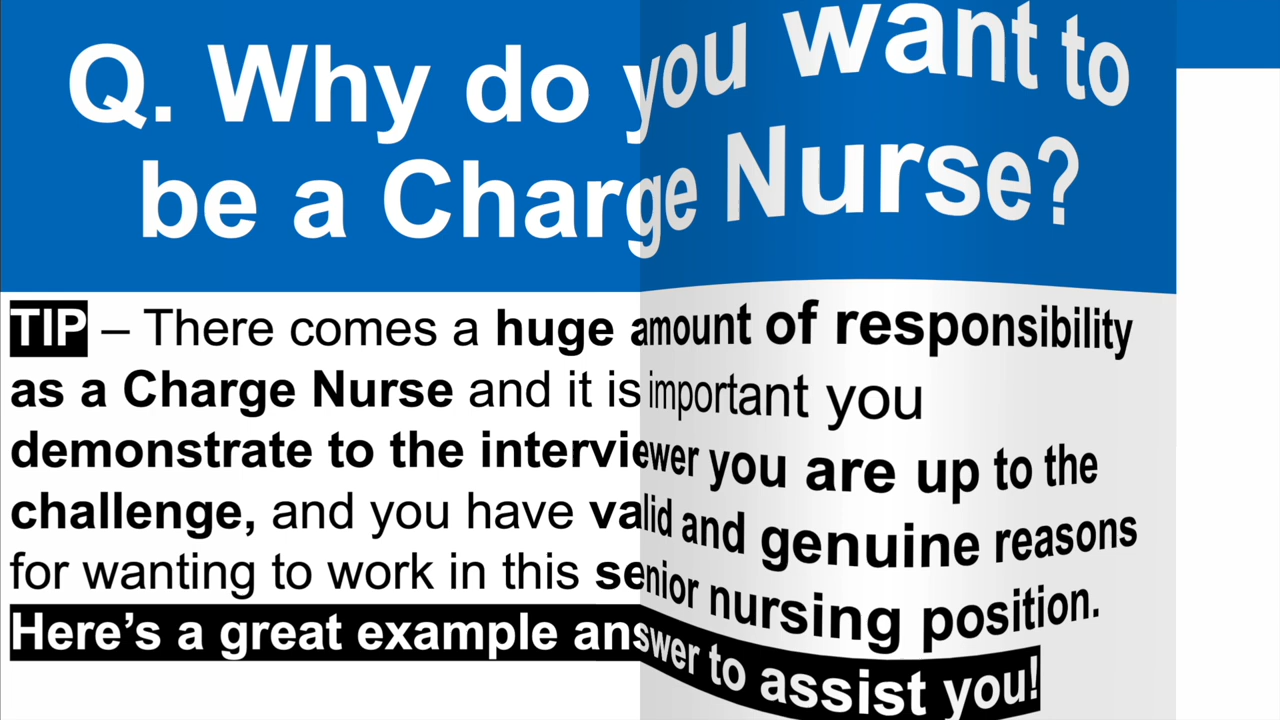 Q. Why do you want to
be a Charge Nurse?
TIP – There comes a huge amount of responsibility
as a Charge Nurse and it is important you
demonstrate to the interviewer you are up to the
challenge, and you have valid and genuine reasons
for wanting to work in this senior nursing position.
Here’s a great example answer to assist you!